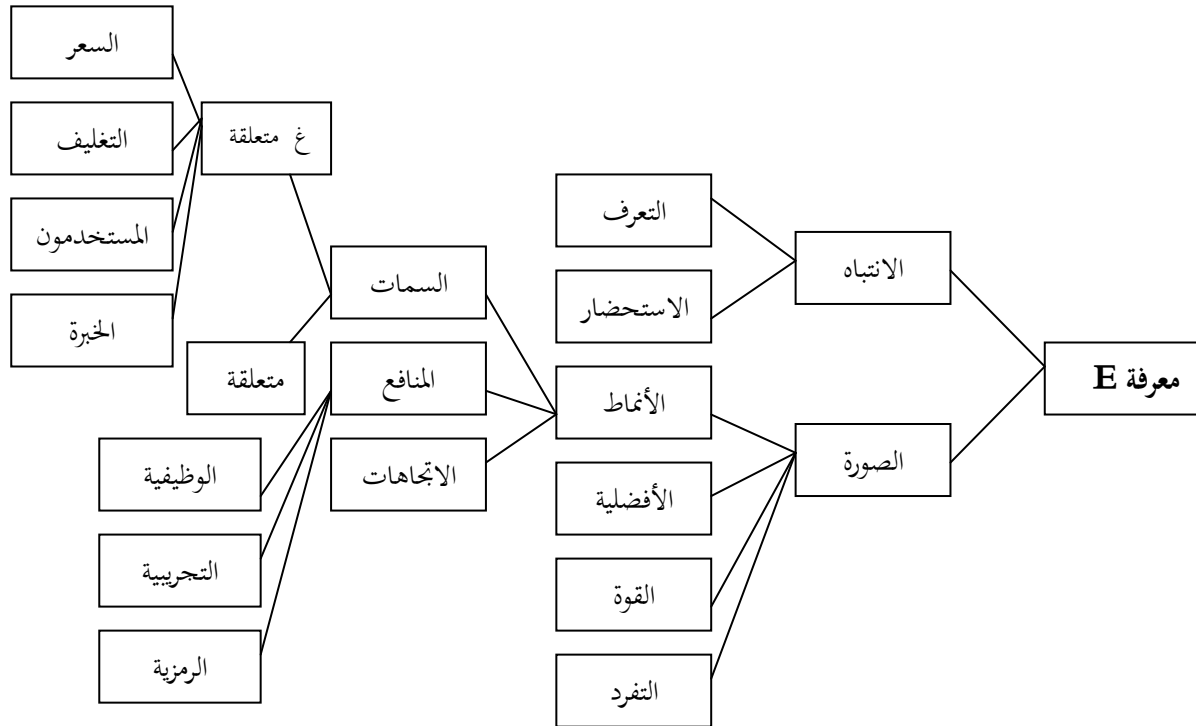 معرفة E
الانتباه
الصورة
التعرف
الاستحضار
الأنماط
الأفضلية
القوة
التفرد
السمات
المنافع
الاتجاهات
غ متعلقة
متعلقة
السعر
التغليف
المستخدمون
الخبرة
الوظيفية
التجريبية
الرمزية